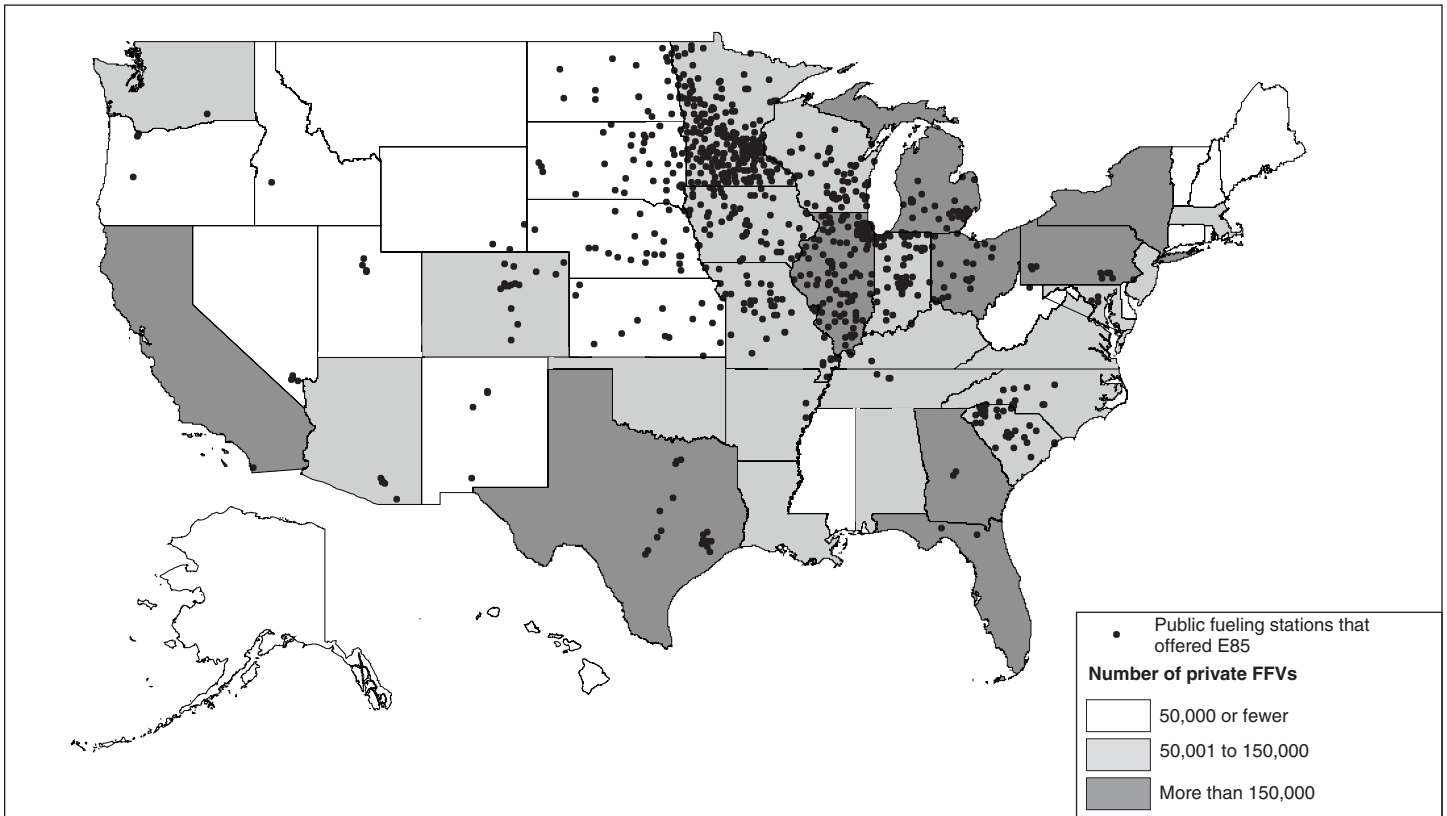 Public fueling stations that
offered E85
Number of private FFVs
50,000 or fewer
50,001 to 150,000
More than 150,000